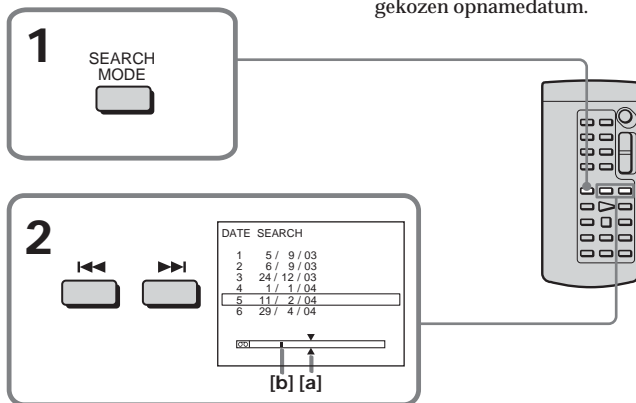 gekozen opnamedatum.
1
SEARCH
MODE
2
DATE SEARCH
1 5 / 9 / 03
2 6 / 9 / 03
3 24 / 12 / 03
4 1 / 1 / 04
5 11 / 2 / 04
6 29 / 4 / 04
[b] [a]